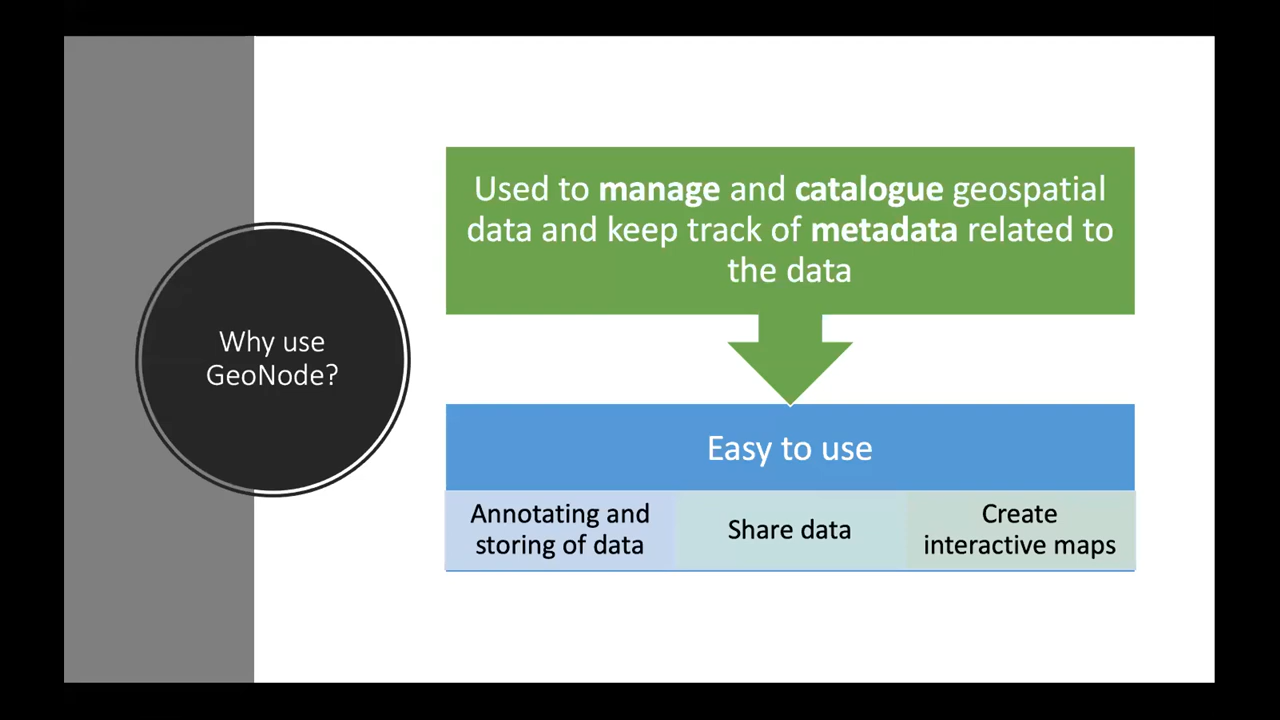 Why use
GeoNode?
Used to manage and catalogue geospatial
data and keep track of metadata related to
the data
Easy to use
Annotating and
storing of data
Share data
Create
interactive maps